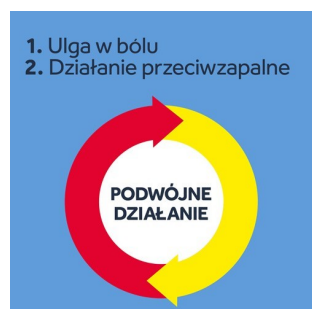 1. Ulga w bólu
2. Działanie przeciwzapalne
PODWÓJNE
DZIAŁANIE